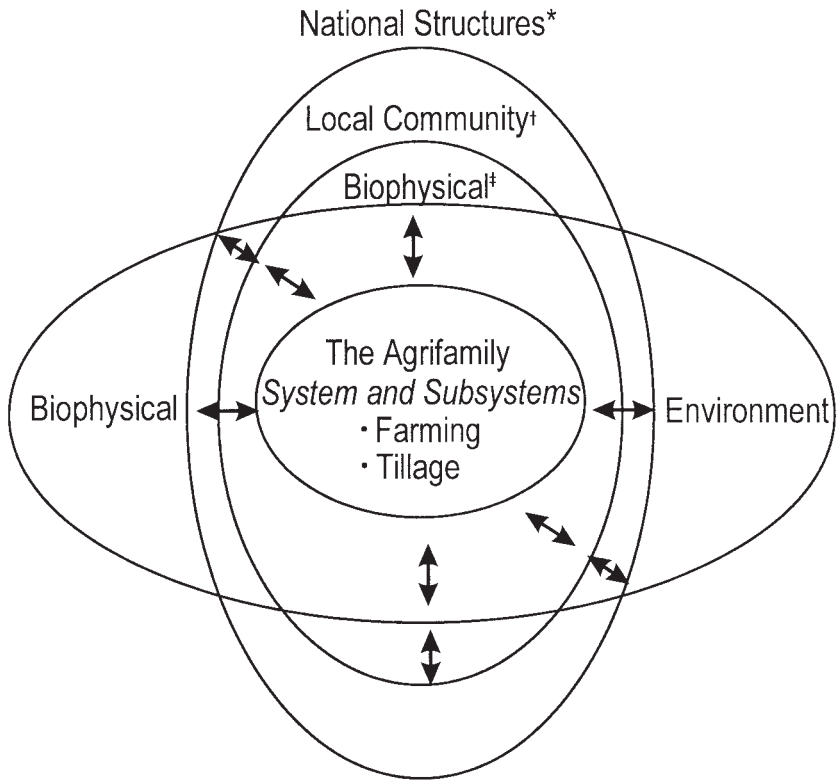 National Structures*
Local Community†
Biophysical‡
The Agrifamily
System and Subsystems
Biophysical
Environment
· Farming
· Tillage